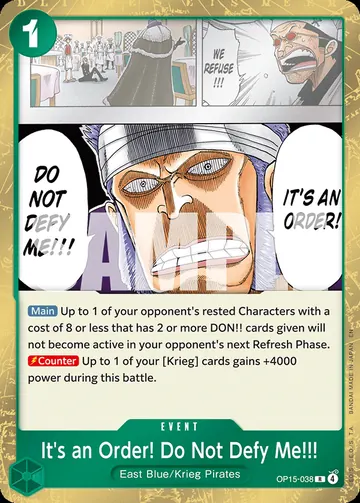 1
WE
REFUSE
!!!
DO
NOT
DEFY
ME!!!
IT'S AN
ORDER!
SAMPLE
Main Up to 1 of your opponent's rested Characters with a
cost of 8 or less that has 2 or more DON!! cards given will
not become active in your opponent's next Refresh Phase.
Counter Up to 1 of your [Krieg] cards gains +4000
power during this battle.
EVENT
It's an Order! Do Not Defy Me!!!
East Blue/Krieg Pirates
OP15-038 R 4